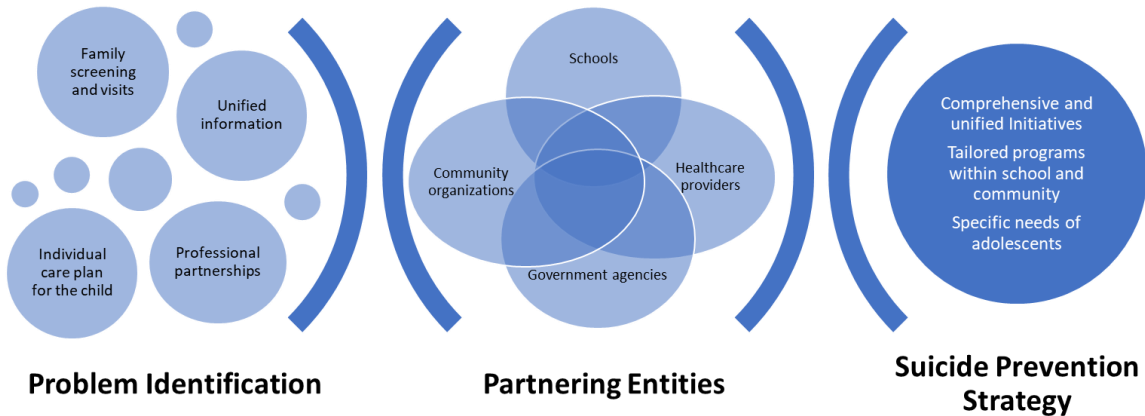 Family
screening
and visits
Unified
information
Individual
care plan
for the child
Professional
partnerships
Problem Identification
Schools
Community
organizations
Healthcare
providers
Government agencies
Partnering Entities
Comprehensive and
unified Initiatives
Tailored programs
within school and
community
Specific needs of
adolescents
Suicide Prevention
Strategy